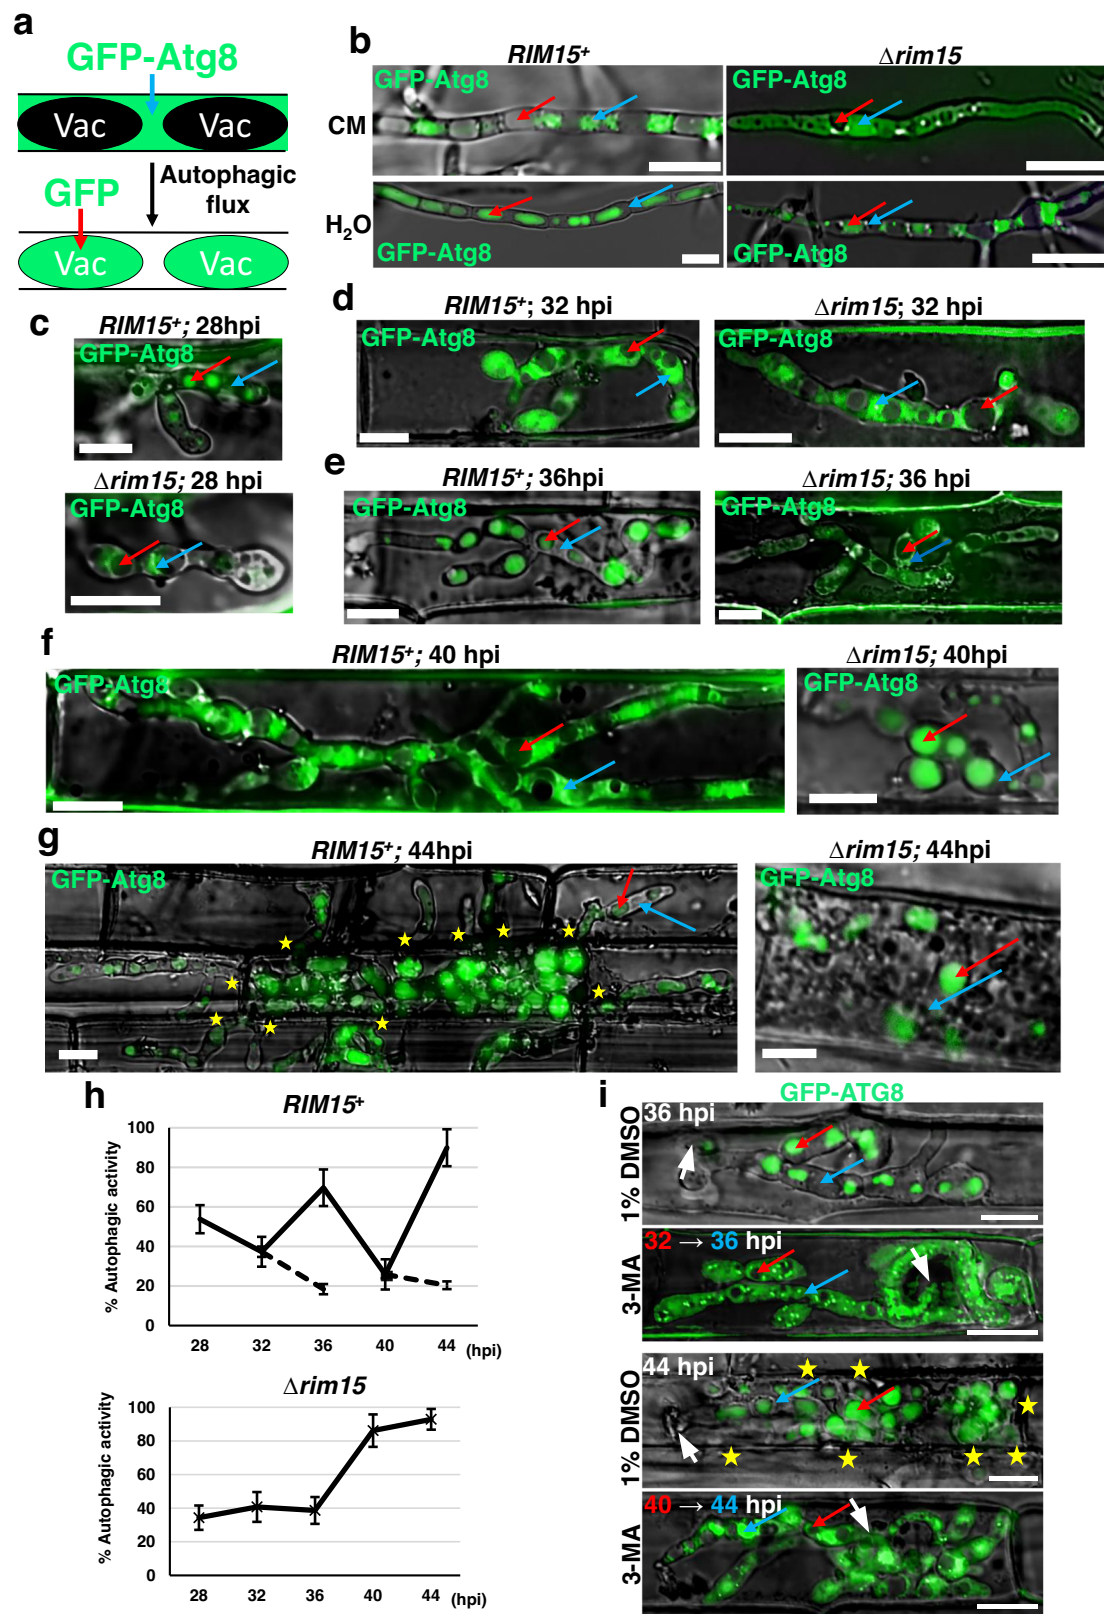 a
GFP-Atg8
Vac Vac
GFP
Autophagic
flux
Vac Vac
b
RIM15+ Δrim15
CM
GFP-Atg8 GFP-Atg8
H2O
GFP-Atg8 GFP-Atg8
c
RIM15+; 28hpi
GFP-Atg8
Δrim15; 28 hpi
GFP-Atg8
d
RIM15+; 32 hpi Δrim15; 32 hpi
GFP-Atg8 GFP-Atg8
e
RIM15+; 36hpi Δrim15; 36 hpi
GFP-Atg8 GFP-Atg8
f
RIM15+; 40 hpi Δrim15; 40hpi
GFP-Atg8 GFP-Atg8
g
RIM15+; 44hpi Δrim15; 44hpi
GFP-Atg8 GFP-Atg8
h
RIM15+
% Autophagic activity
100
80
60
40
20
0
28 32 36 40 44 (hpi)
Δrim15
% Autophagic activity
100
80
60
40
20
0
28 32 36 40 44 (hpi)
i
GFP-ATG8
1% DMSO
36 hpi
3-MA
32 → 36 hpi
1% DMSO
44 hpi
3-MA
40 → 44 hpi